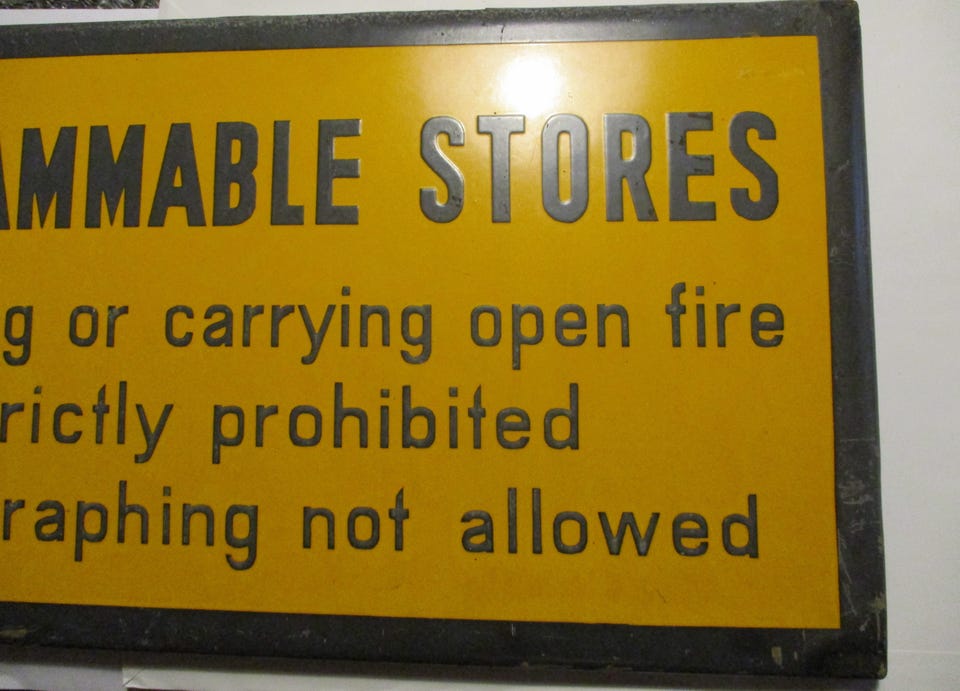 AMMABLE STORES
g or carrying open fire
rictly prohibited
raphing not allowed